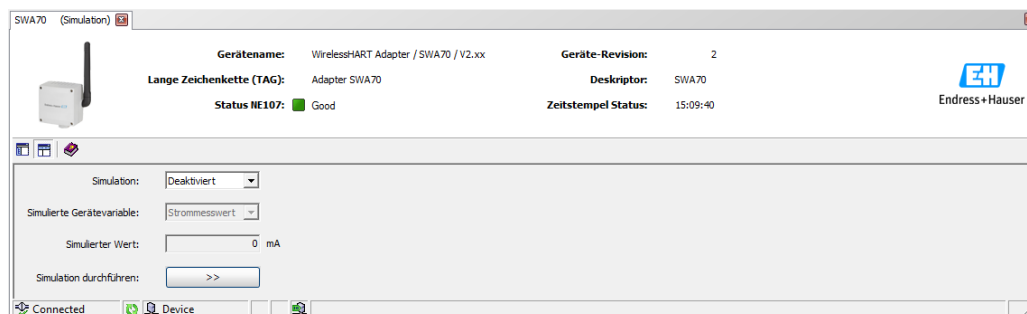 SWA70 (Simulation)
Gerätename: WirelessHART Adapter / SWA70 / V2.xx Geräte-Revision: 2
Lange Zeichenkette (TAG): Adapter SWA70 Deskriptor: SWA70
Status NE107: Good Zeitstempel Status: 15:09:40
EH
Endress+Hauser
Simulation: Deaktiviert
Simulierte Gerätevariable: Strommesswert
Simulierter Wert: 0 mA
Simulation durchführen: >>
Connected Device